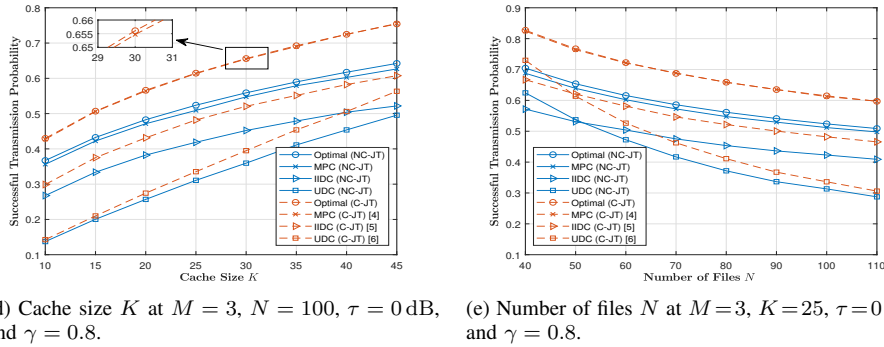 0.8
0.7
0.6
0.5
0.4
0.3
0.2
0.1
Successful Transmission Probability
0.66
0.655
0.65
29 30 31
Optimal (NC-JT)
MPC (NC-JT)
IIDC (NC-JT)
UDC (NC-JT)
Optimal (C-JT)
MPC (C-JT) [4]
IIDC (C-JT) [5]
UDC (C-JT) [6]
10 15 20 25 30 35 40 45
Cache Size K
Cache size K at M = 3, N = 100, τ = 0 dB,
γ = 0.8.
0.9
0.8
0.7
0.6
0.5
0.4
0.3
0.2
0.1
Successful Transmission Probability
Optimal (NC-JT)
MPC (NC-JT)
IIDC (NC-JT)
UDC (NC-JT)
Optimal (C-JT)
MPC (C-JT) [4]
IIDC (C-JT) [5]
UDC (C-JT) [6]
40 50 60 70 80 90 100 110
Number of Files N
(e) Number of files N at M=3, K=25, τ=0
and γ = 0.8.